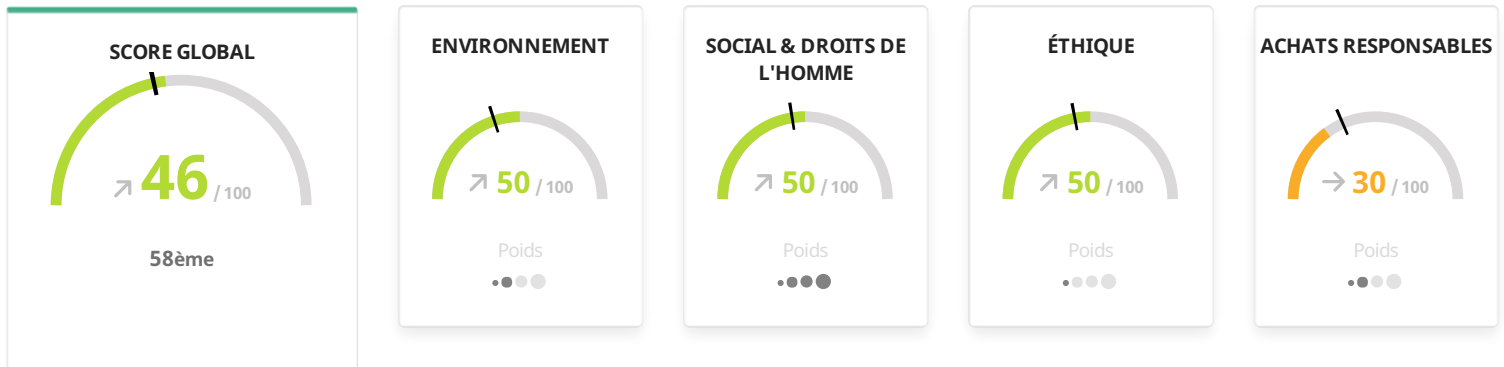 SCORE GLOBAL
46 / 100
58ème
ENVIRONNEMENT
50 / 100
Poids
SOCIAL & DROITS DE
L'HOMME
50 / 100
Poids
ÉTHIQUE
50 / 100
Poids
ACHATS RESPONSABLES
30 / 100
Poids